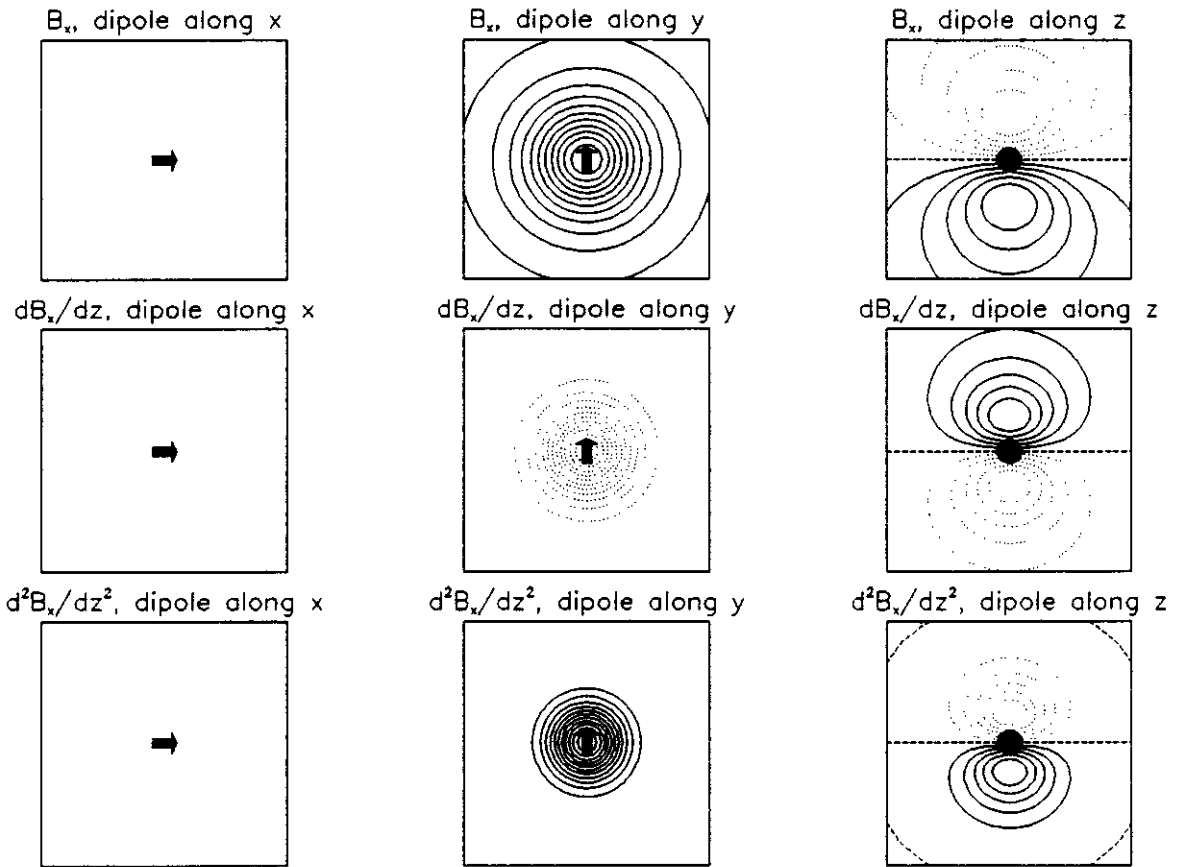 Bₓ, dipole along x
Bₓ, dipole along y
Bₓ, dipole along z
dBₓ/dz, dipole along x
dBₓ/dz, dipole along y
dBₓ/dz, dipole along z
d²Bₓ/dz², dipole along x
d²Bₓ/dz², dipole along y
d²Bₓ/dz², dipole along z